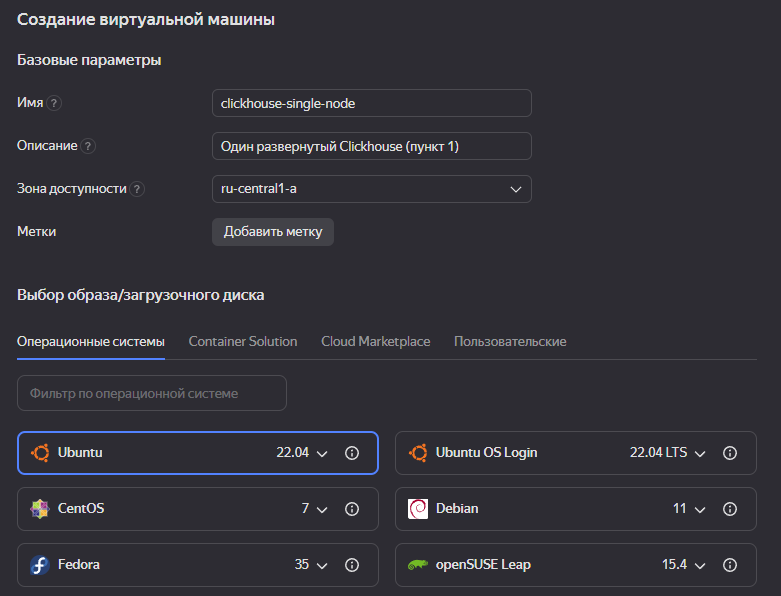 Создание виртуальной машины
Базовые параметры
Имя ?
clickhouse-single-node
Описание ?
Один развернутый Clickhouse (пункт 1)
Зона доступности ?
ru-central1-a
Метки
Добавить метку
Выбор образа/загрузочного диска
Операционные системы Container Solution Cloud Marketplace Пользовательские
Фильтр по операционной системе
Ubuntu 22.04
Ubuntu OS Login 22.04 LTS
CentOS 7
Debian 11
Fedora 35
openSUSE Leap 15.4